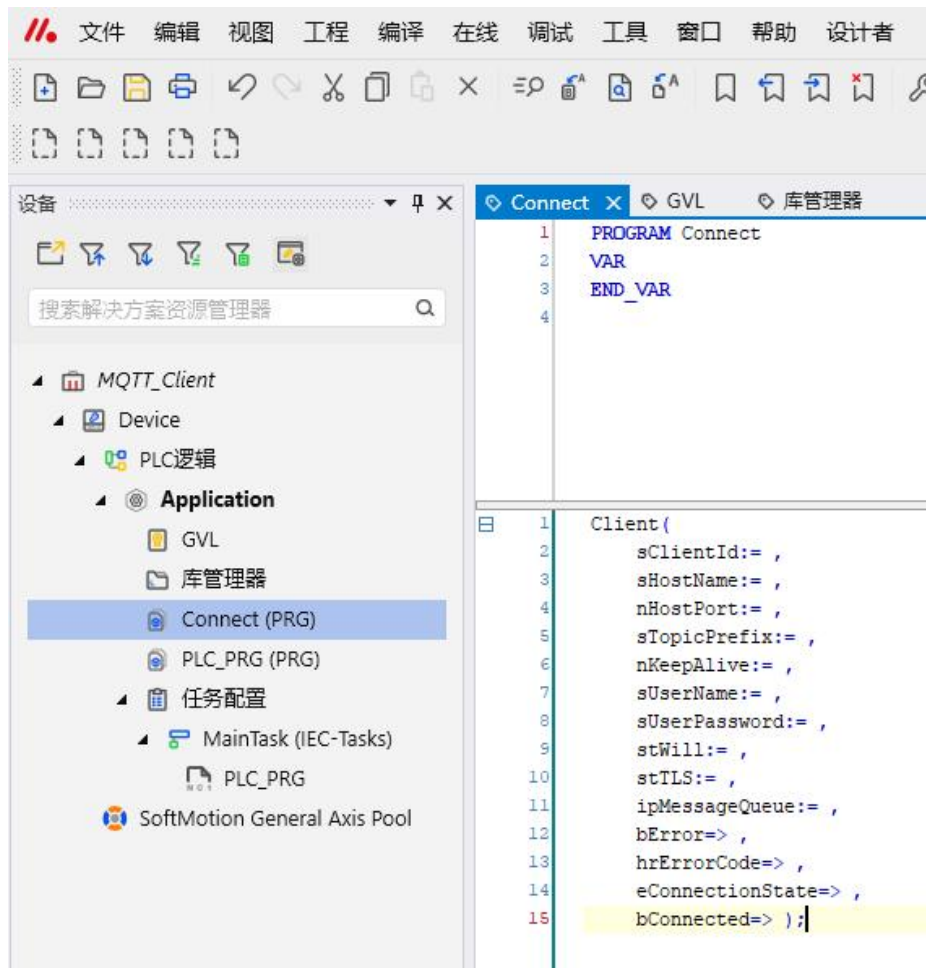 文件 编辑 视图 工程 编译 在线 调试 工具 窗口 帮助 设计者
设备
搜索解决方案资源管理器
MQTT_Client
Device
PLC逻辑
Application
GVL
库管理器
Connect (PRG)
PLC_PRG (PRG)
任务配置
MainTask (IEC-Tasks)
PLC_PRG
SoftMotion General Axis Pool
Connect GVL 库管理器
1 PROGRAM Connect
2 VAR
3 END_VAR
4
1 Client(
2 sClientId:= ,
3 sHostName:= ,
4 nHostPort:= ,
5 sTopicPrefix:= ,
6 nKeepAlive:= ,
7 sUserName:= ,
8 sUserPassword:= ,
9 stWill:= ,
10 stTLS:= ,
11 ipMessageQueue:= ,
12 bError=> ,
13 hrErrorCode=> ,
14 eConnectionState=> ,
15 bConnected=> );